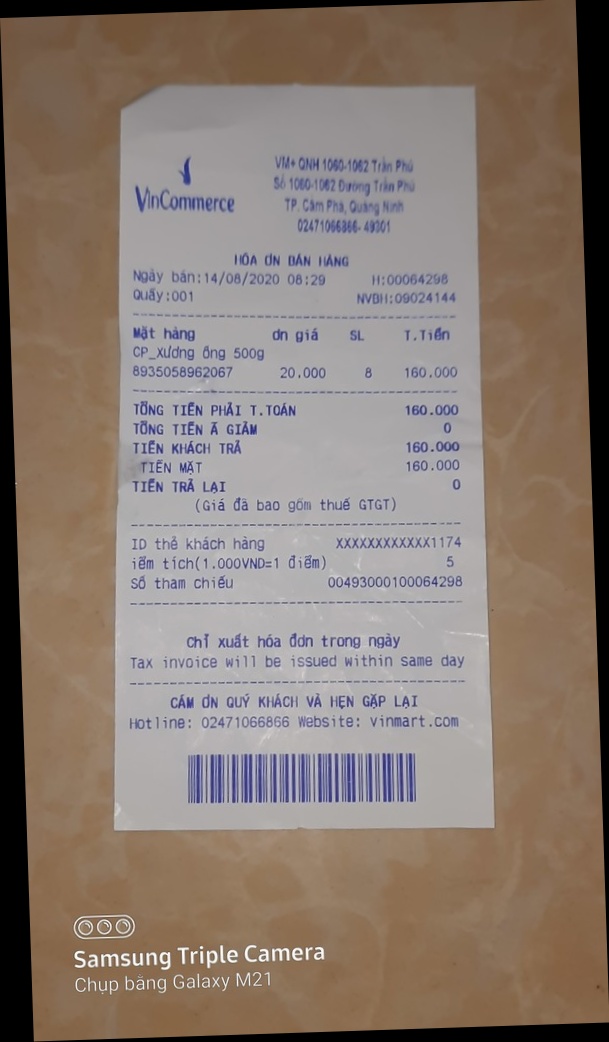 VinCommerce
VM+ QNH 1060-1062 Trần Phú
Số 1060-1062 Đường Trần Phú
TP. Cẩm Phả, Quảng Ninh
02471066866- 49301
HÓA ƠN BÁN HÀNG
Ngày bán:14/08/2020 08:29 H:00064298
Quầy:001 NVBH:09024144
Mặt hàng ơn giá SL T.Tiền
CP_Xương ống 500g
8935058962067 20.000 8 160.000
TỔNG TIỀN PHẢI T.TOÁN 160.000
TỔNG TIỀN Ã GIẢM 0
TIỀN KHÁCH TRẢ 160.000
TIỀN MẶT 160.000
TIỀN TRẢ LẠI 0
(Giá đã bao gồm thuế GTGT)
ID thẻ khách hàng XXXXXXXXXXXX1174
iểm tích(1.000VND=1 điểm) 5
Số tham chiếu 00493000100064298
Chỉ xuất hóa đơn trong ngày
Tax invoice will be issued within same day
CẢM ƠN QUÝ KHÁCH VÀ HẸN GẶP LẠI
Hotline: 02471066866 Website: vinmart.com
Samsung Triple Camera
Chụp bằng Galaxy M21